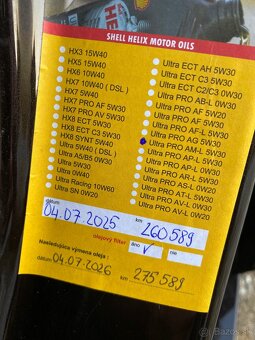 SHELL HELIX MOTOR OILS
HX3 15W40
HX5 15W40
HX6 10W40
HX7 10W40 ( DSL )
HX7 5W40
HX7 PRO AF 5W30
HX7 PRO AV 5W30
HX8 ECT 5W30
HX8 ECT C3 5W30
HX8 SYNT 5W40
Ultra 5W40 ( DSL )
Ultra A5/B5 0W30
Ultra 5W30
Ultra 0W40
Ultra Racing 10W60
Ultra SN 0W20
Ultra ECT AH 5W30
Ultra ECT C3 5W30
Ultra ECT C2/C3 0W30
Ultra PRO AB-L 0W30
Ultra PRO AF 5W20
Ultra PRO AF-L 5W30
Ultra PRO AG 5W30
Ultra PRO AM-L 5W30
Ultra PRO AP-L 5W30
Ultra PRO AP-L 0W30
Ultra PRO AR-L 5W30
Ultra PRO AS-L 0W20
Ultra PRO AT-L 5W30
Ultra PRO AV-L 0W30
Ultra PRO AV-L 0W20
dátum
04.07.2025
km
260 589
olejový filter
áno
nie
Nasledujúca výmena oleja :
dátum
04.07.2026
km
275 589